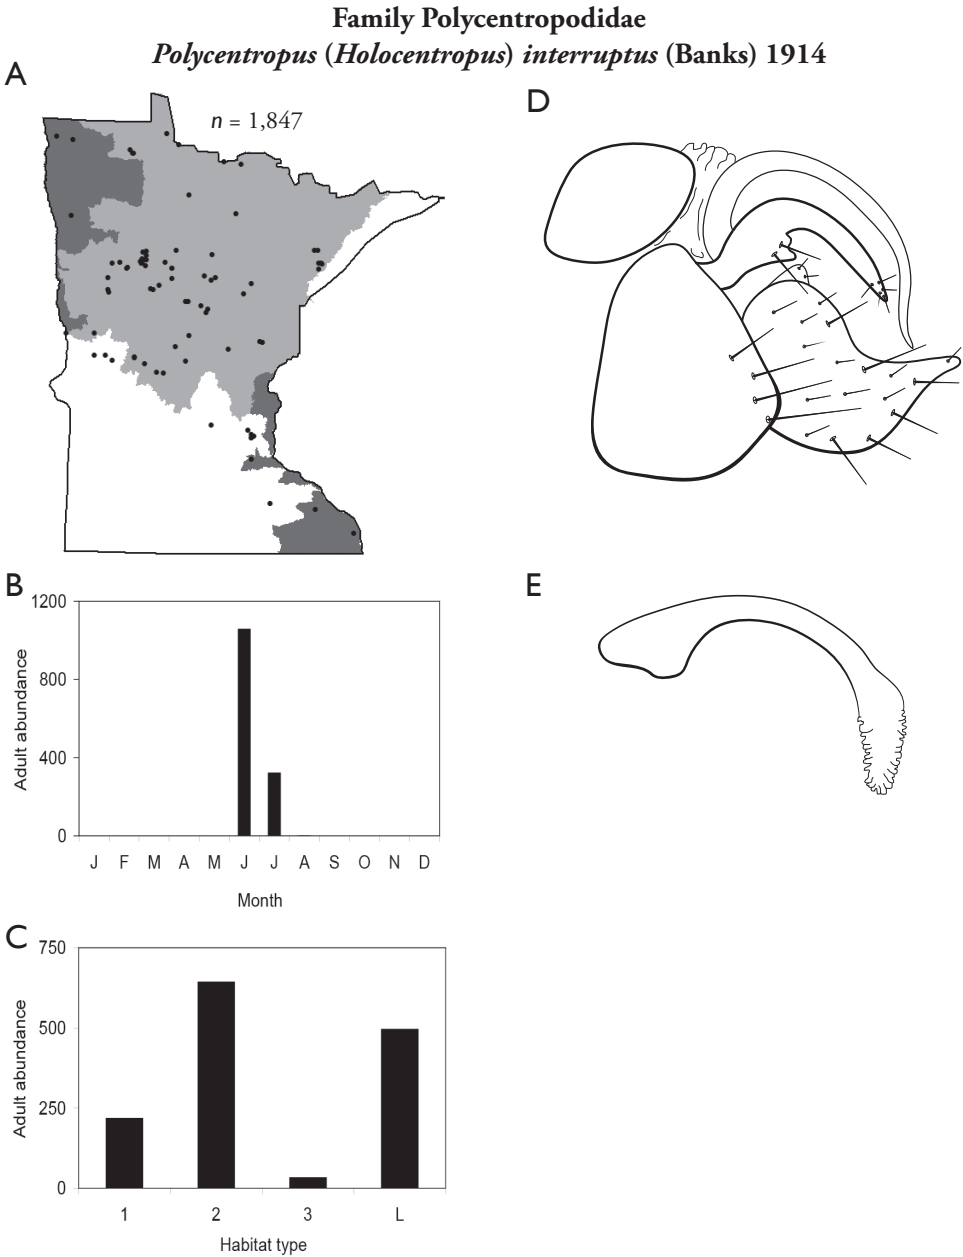 Family Polycentropodidae
Polycentropus (Holocentropus) interruptus (Banks) 1914
A
n = 1,847
D
B
1200
800
400
0
Adult abundance
J F M A M J J A S O N D
Month
E
C
750
500
250
0
Adult abundance
1 2 3 L
Habitat type